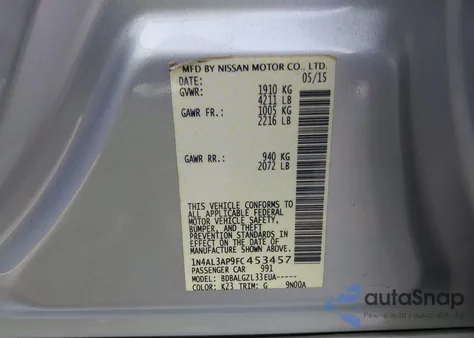 MFD BY NISSAN MOTOR CO., LTD.
05/15
GVWR: 1910 KG
4211 LB
GAWR FR: 1005 KG
2216 LB
GAWR RR: 940 KG
2072 LB
THIS VEHICLE CONFORMS TO
ALL APPLICABLE FEDERAL
MOTOR VEHICLE SAFETY,
BUMPER, AND THEFT
PREVENTION STANDARDS
IN EFFECT ON THE DATE OF
MANUFACTURE SHOWN ABOVE.
1N4AL3AP9FC453457
PASSENGER CAR 991
MODEL: BDBALGZL33EUA-----
COLOR: K23 TRIM: G 9N00A
autoSnap